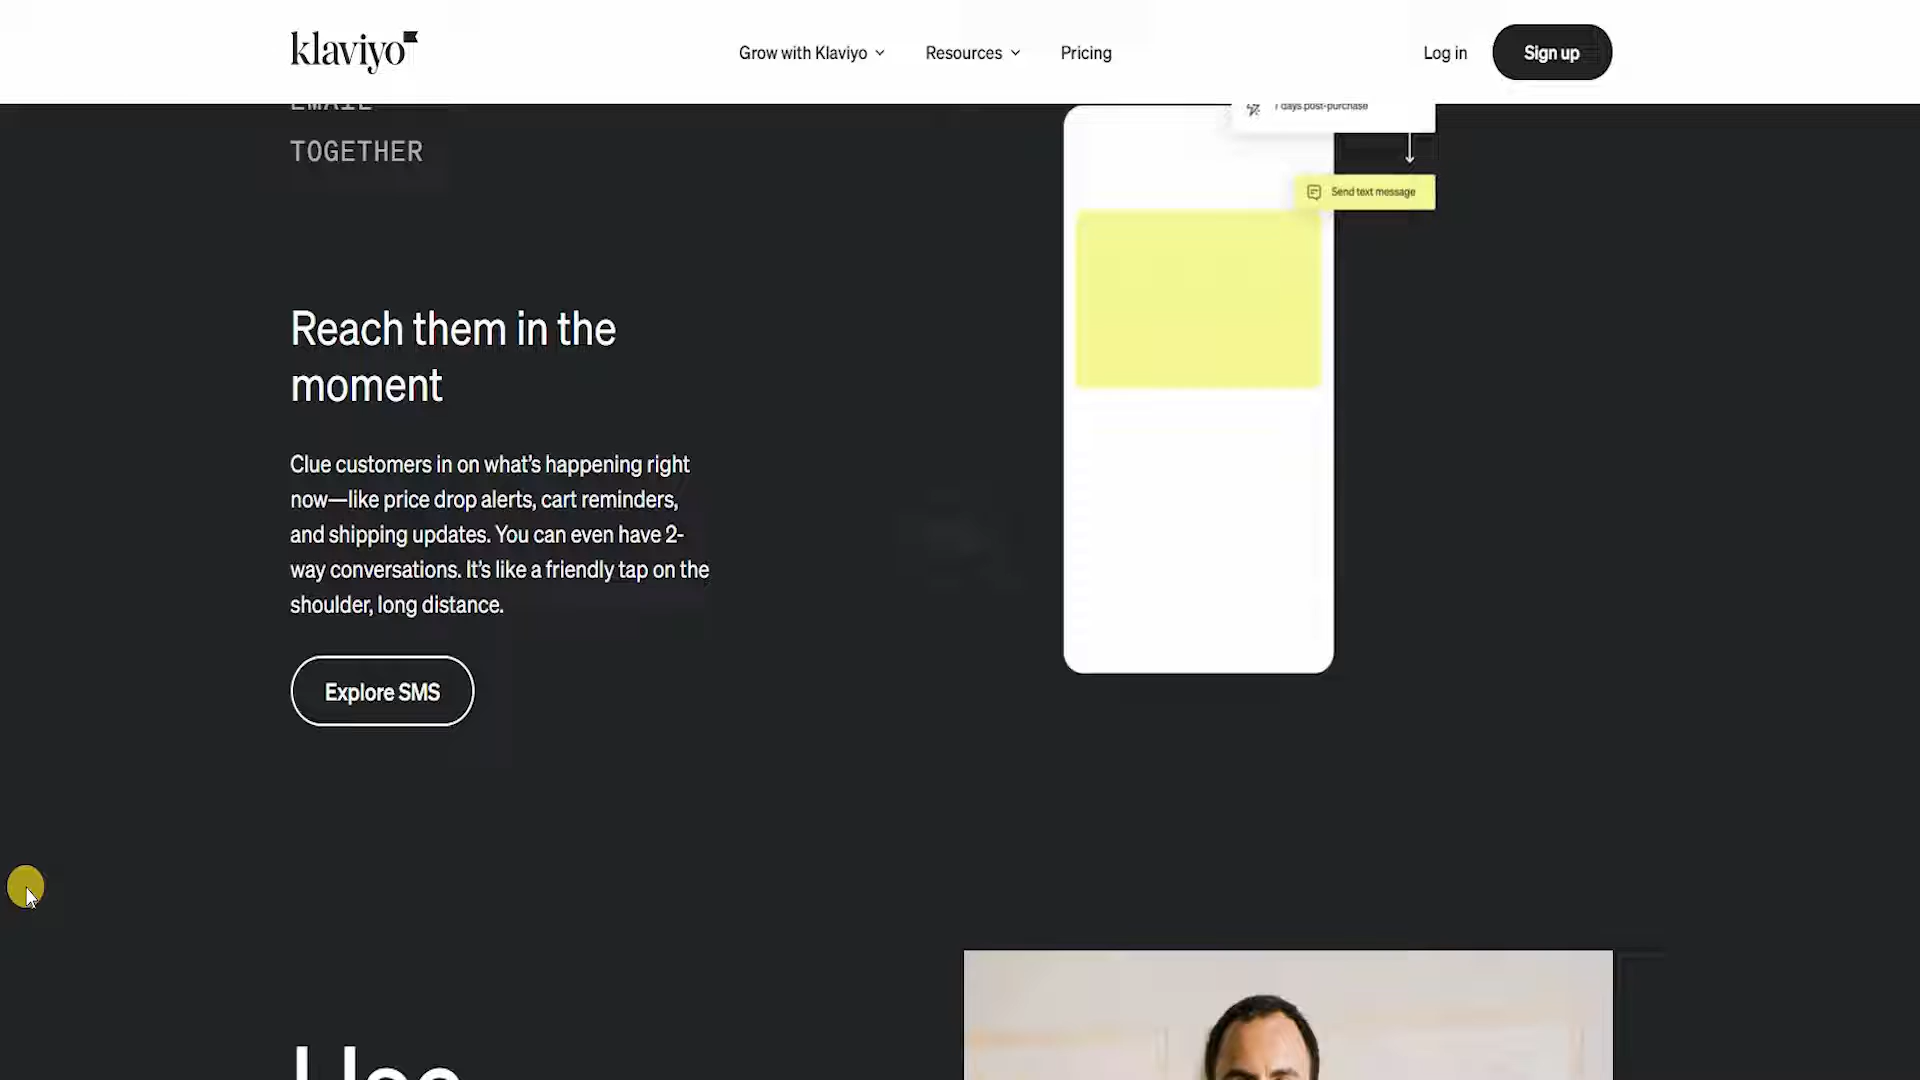 klaviyo
Grow with Klaviyo
Resources
Pricing
Log in
Sign up
EMAIL
TOGETHER
7 days post-purchase
Send text message
Reach them in the
moment
Clue customers in on what's happening right
now—like price drop alerts, cart reminders,
and shipping updates. You can even have 2-
way conversations. It's like a friendly tap on the
shoulder, long distance.
Explore SMS
Use